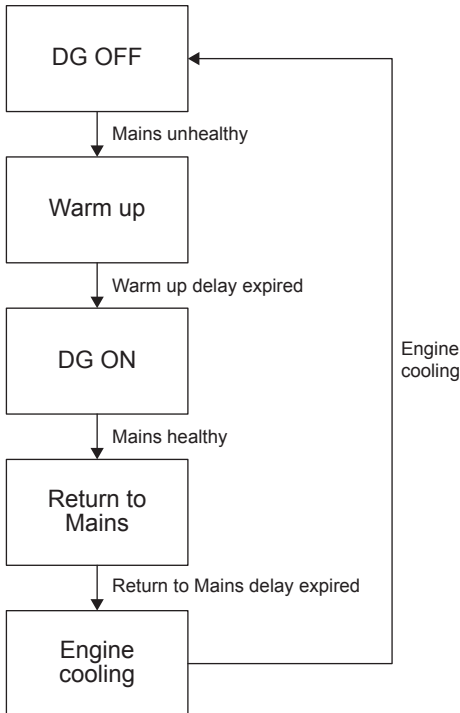 DG OFF
Mains unhealthy
Warm up
Warm up delay expired
DG ON
Engine
cooling
Mains healthy
Return to
Mains
Return to Mains delay expired
Engine
cooling